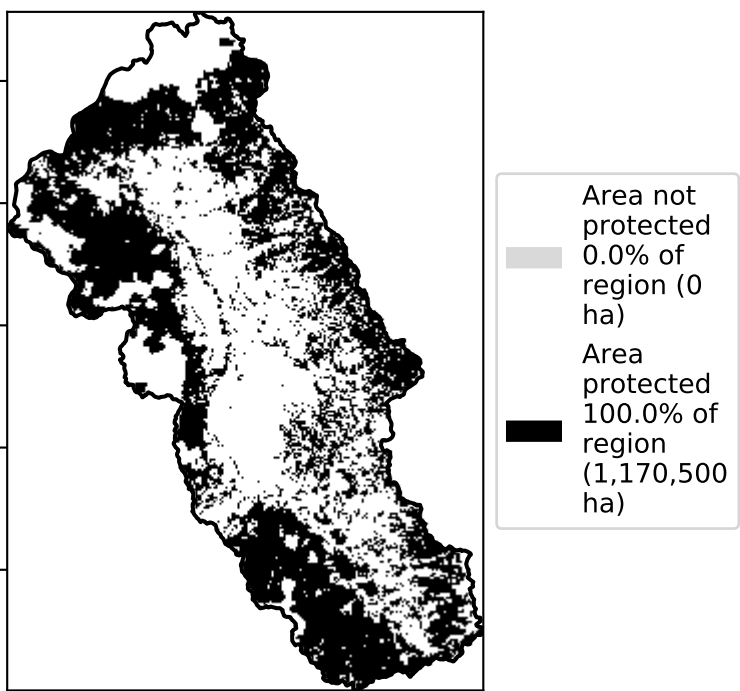 Area not
protected
0.0% of
region (0
ha)
Area
protected
100.0% of
region
(1,170,500
ha)